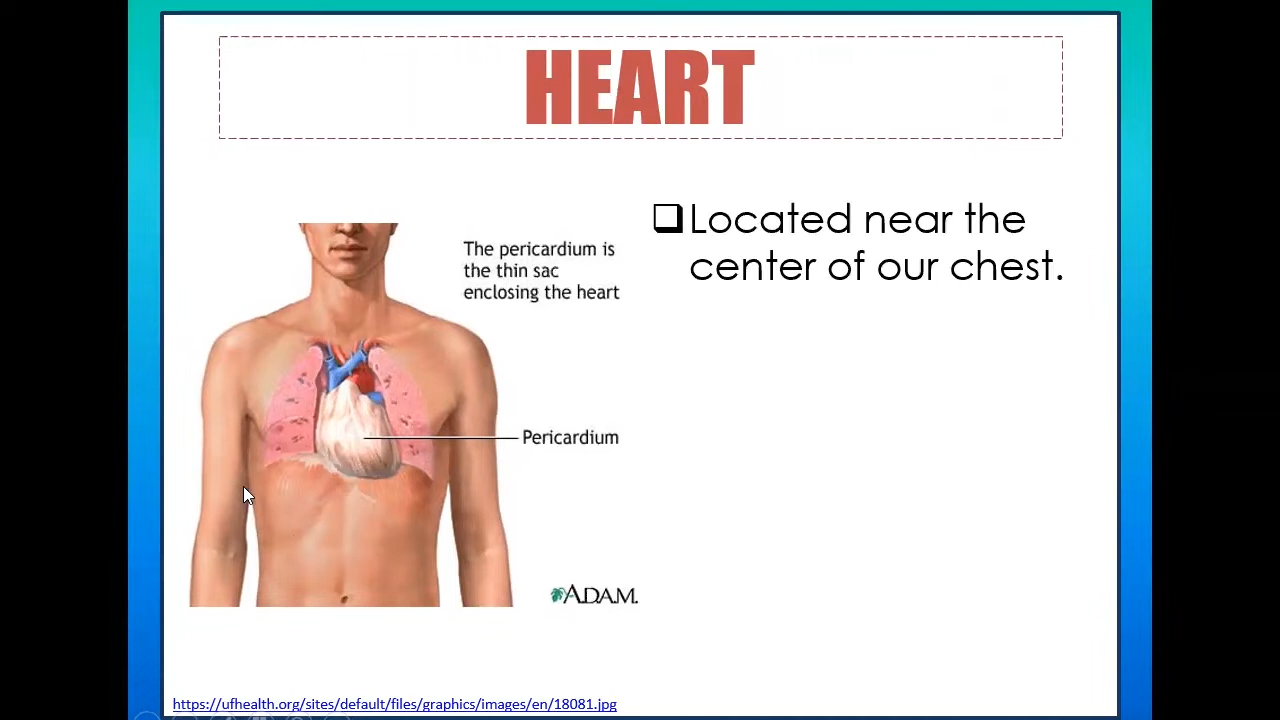 HEART
Located near the
center of our chest.
The pericardium is
the thin sac
enclosing the heart
Pericardium
A.D.A.M.
https://ufhealth.org/sites/default/files/graphics/images/en/18081.jpg